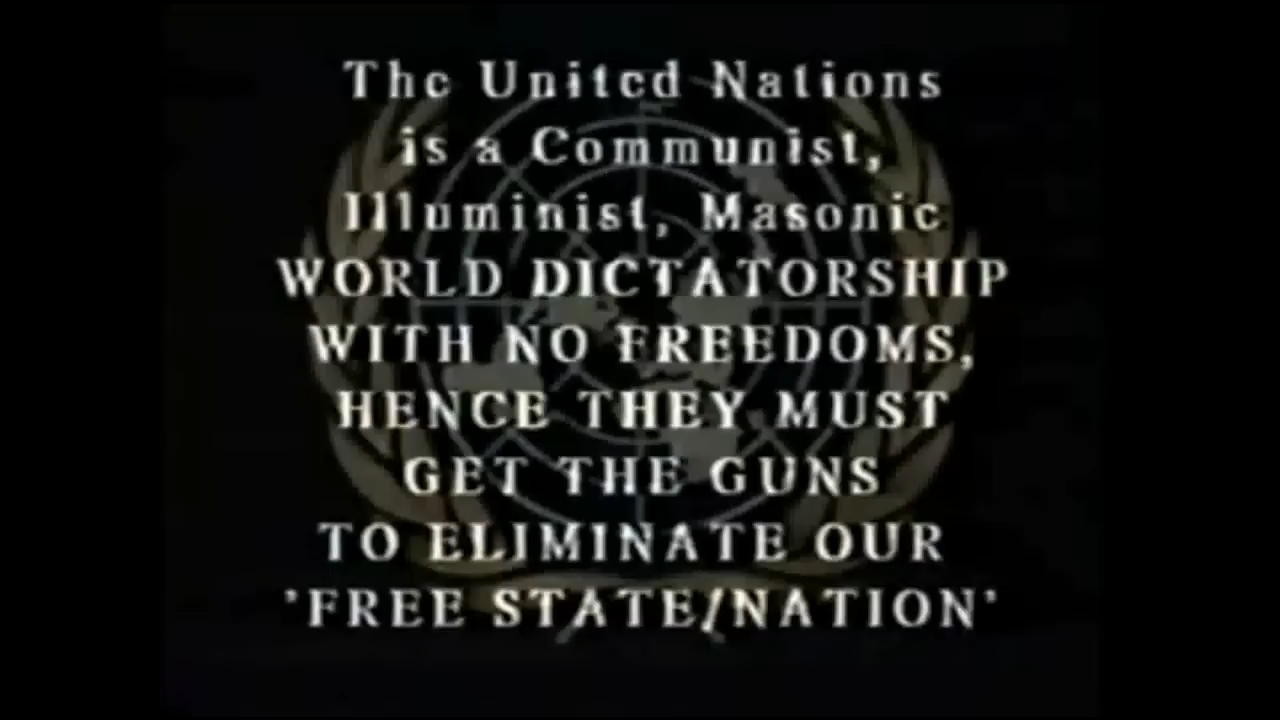 The United Nations
is a Communist,
Illuminist, Masonic
WORLD DICTATORSHIP
WITH NO FREEDOMS,
HENCE THEY MUST
GET THE GUNS
TO ELIMINATE OUR
'FREE STATE/NATION'